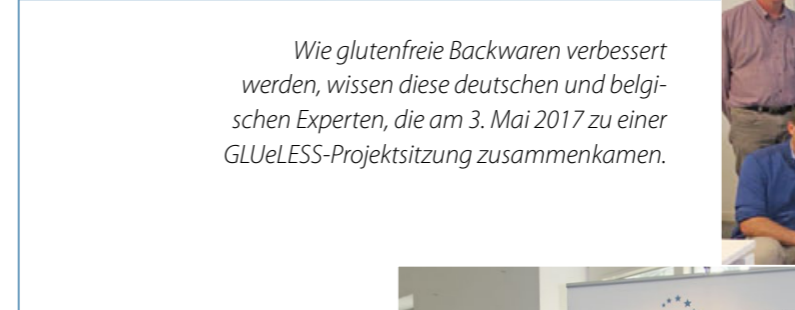 Wie glutenfreie Backwaren verbessert
werden, wissen diese deutschen und belgi-
schen Experten, die am 3. Mai 2017 zu einer
GLUeLESS-Projektsitzung zusammenkamen.